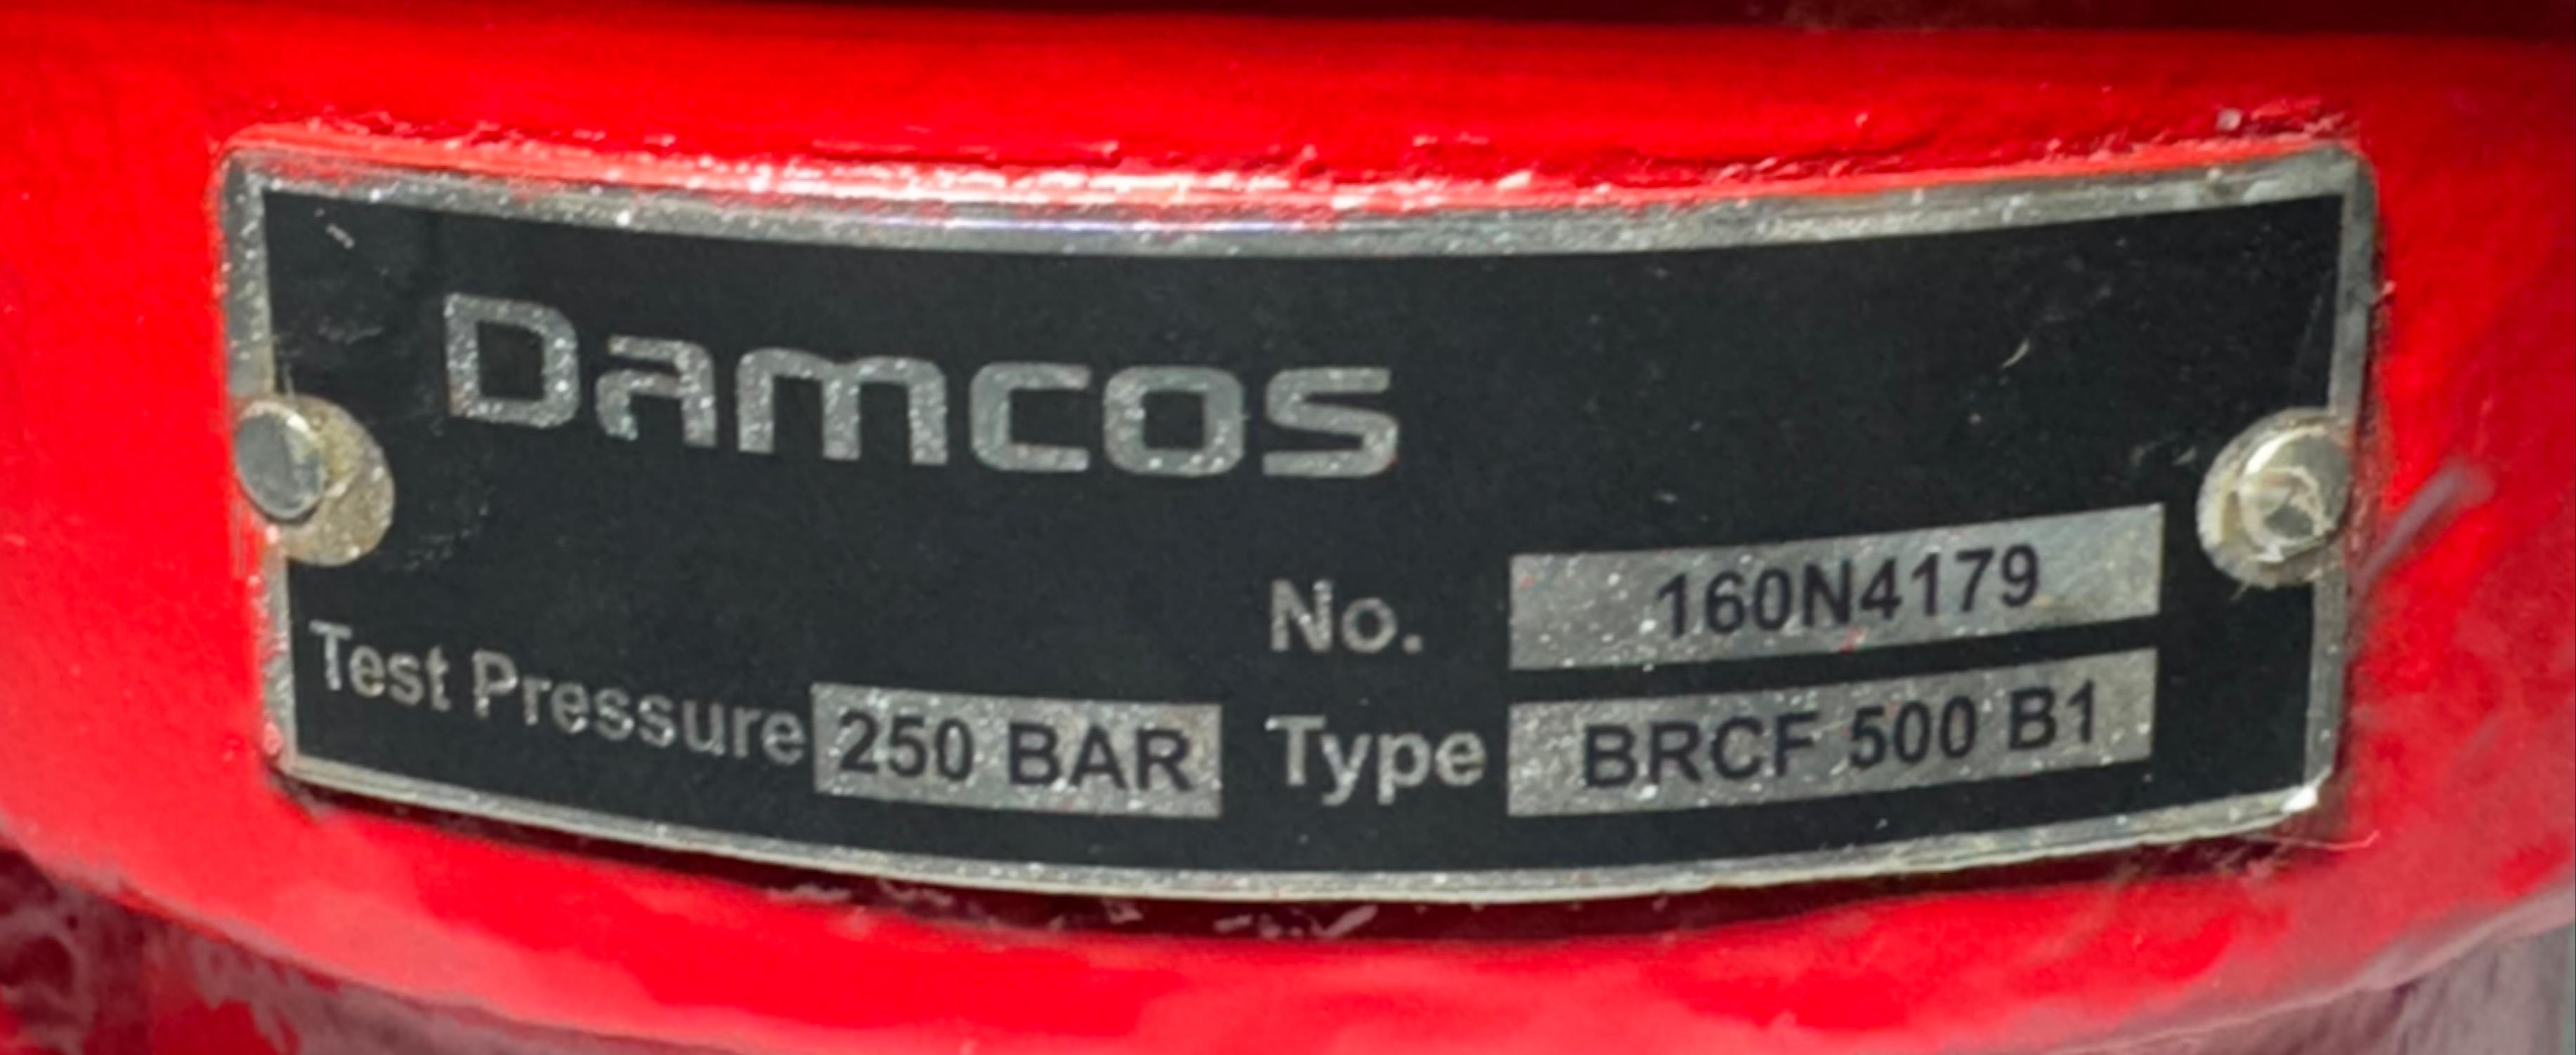 Damcos
No. 160N4179
Test Pressure 250 BAR Type BRCF 500 B1